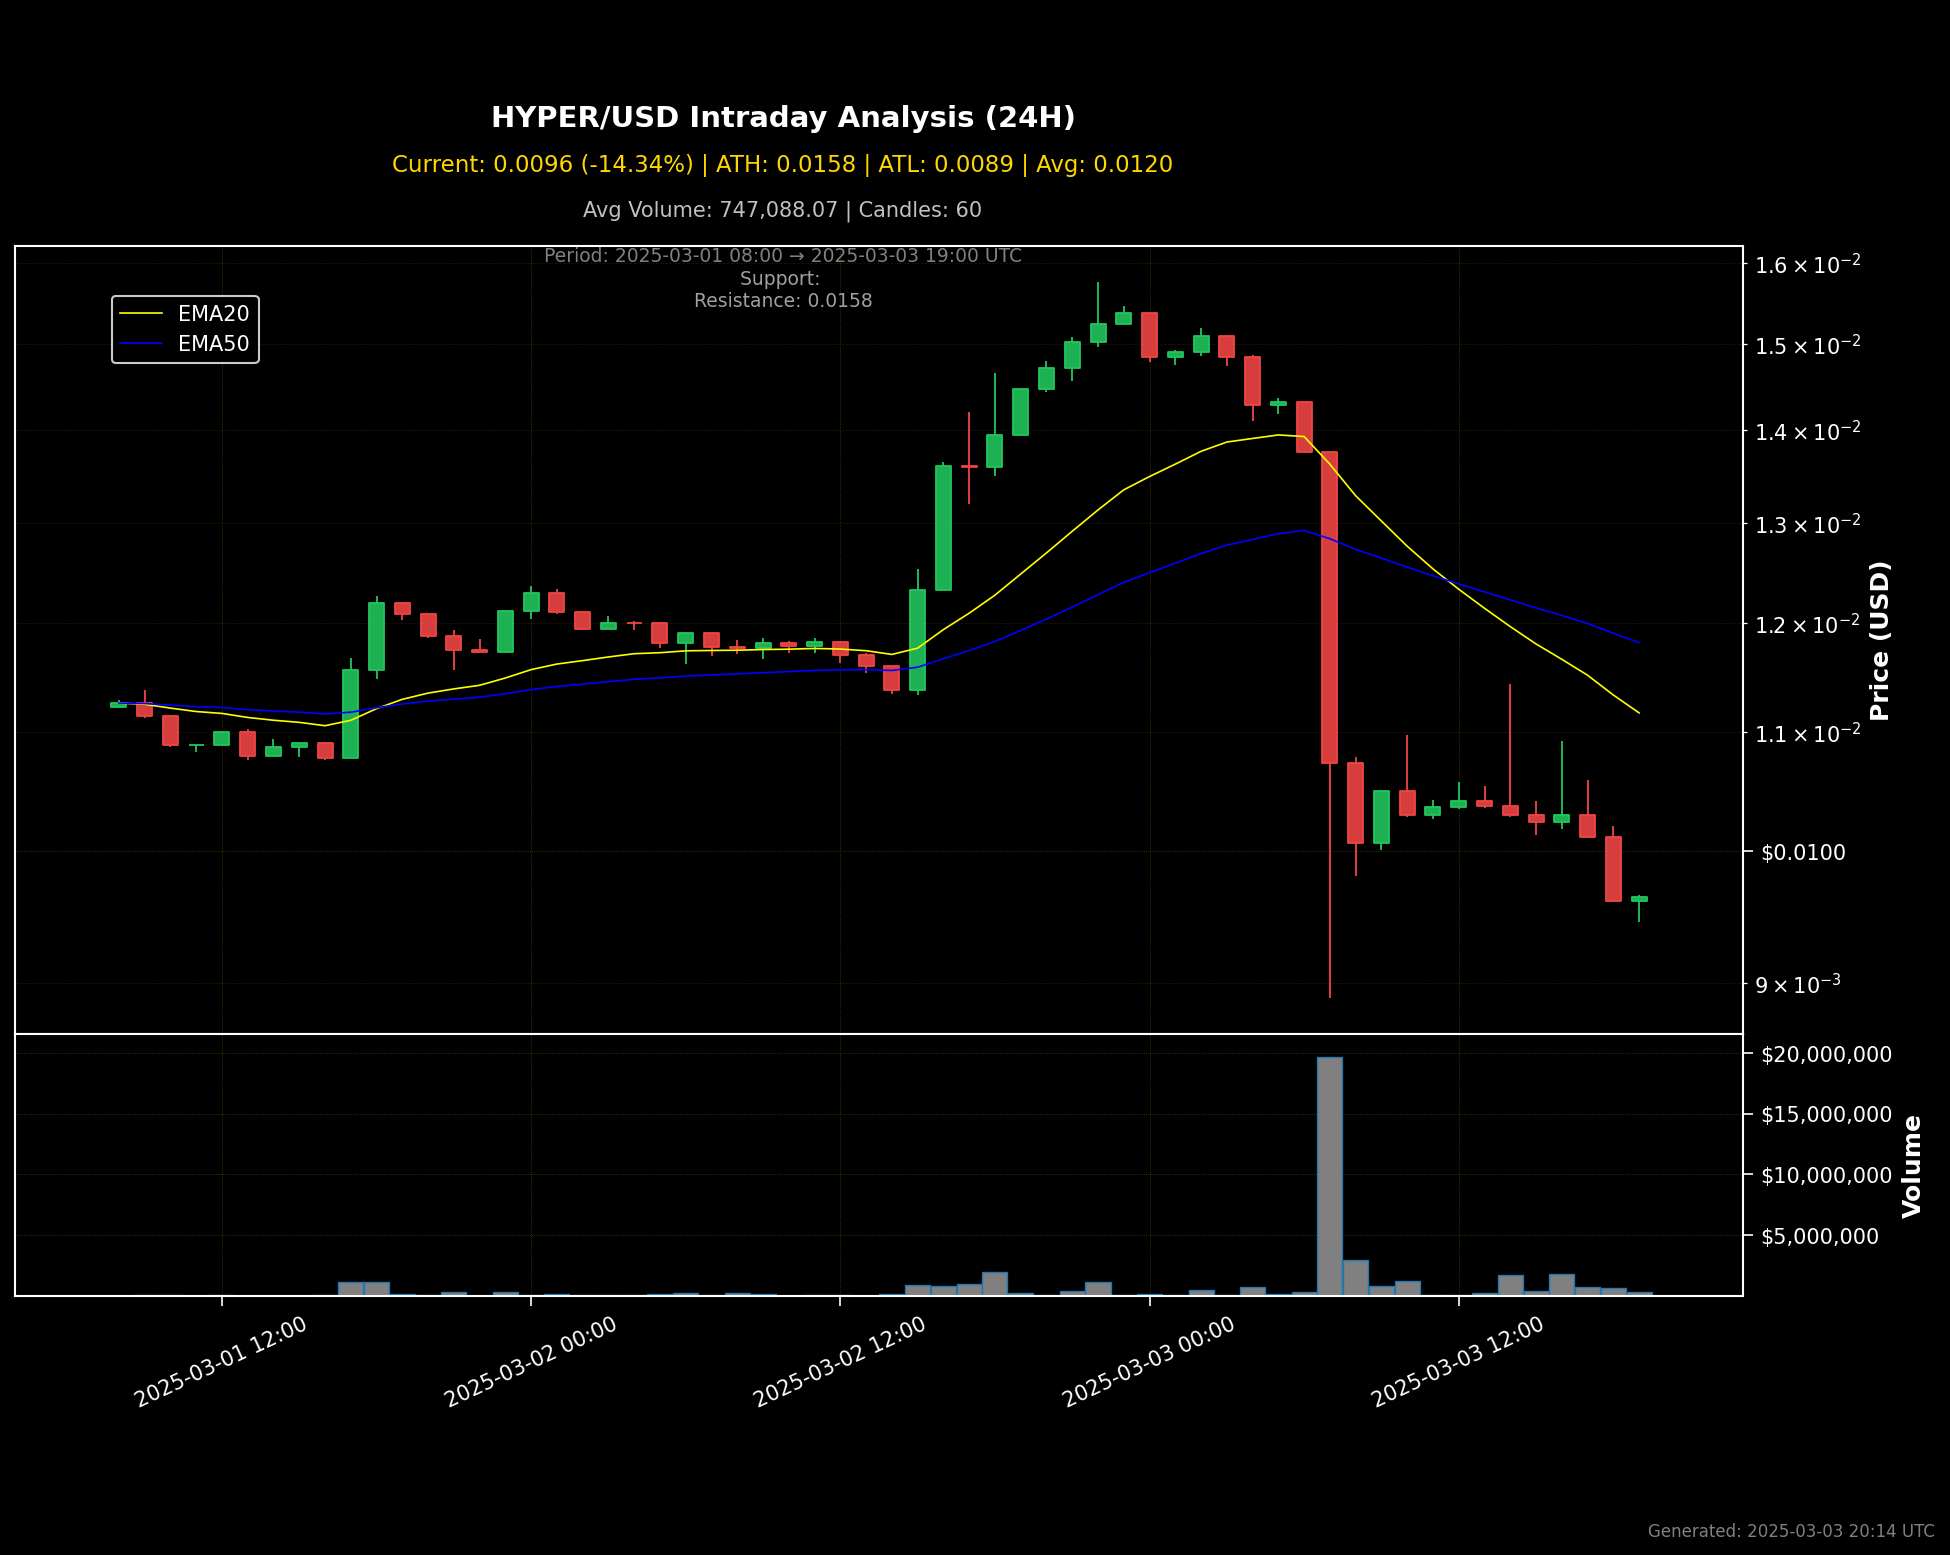 HYPER/USD Intraday Analysis (24H)
Current: 0.0096 (-14.34%) | ATH: 0.0158 | ATL: 0.0089 | Avg: 0.0120
Avg Volume: 747,088.07 | Candles: 60
Period: 2025-03-01 08:00 → 2025-03-03 19:00 UTC
Support:
Resistance: 0.0158
EMA20
EMA50
1.6 × 10⁻²
1.5 × 10⁻²
1.4 × 10⁻²
1.3 × 10⁻²
1.2 × 10⁻²
1.1 × 10⁻²
$0.0100
9 × 10⁻³
Price (USD)
$20,000,000
$15,000,000
$10,000,000
$5,000,000
Volume
2025-03-01 12:00
2025-03-02 00:00
2025-03-02 12:00
2025-03-03 00:00
2025-03-03 12:00
Generated: 2025-03-03 20:14 UTC